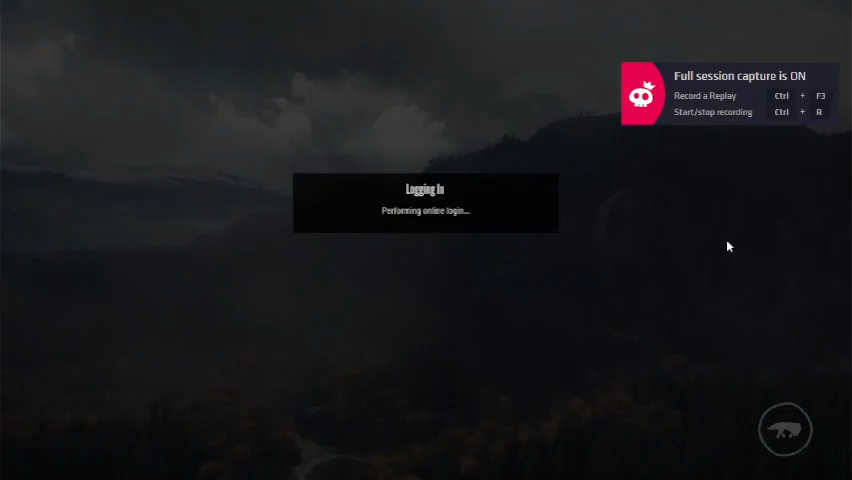 Full session capture is ON
Record a Replay Ctrl + F3
Start/stop recording Ctrl + R
Logging In
Performing online login...